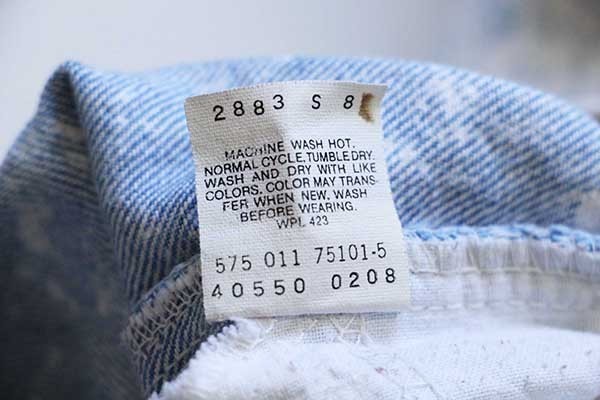 2883 S 8
MACHINE WASH HOT.
NORMAL CYCLE. TUMBLE DRY.
WASH AND DRY WITH LIKE
COLORS. COLOR MAY TRANS-
FER WHEN NEW. WASH
BEFORE WEARING.
WPL 423
575 011 75101-5
40550 0208